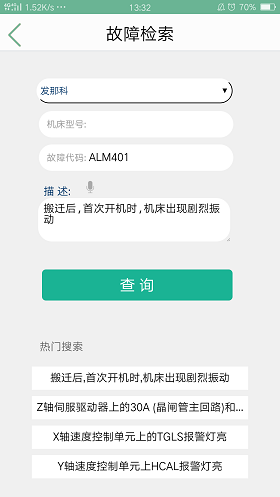 1.52K/s 13:32 70%
故障检索
发那科
机床型号:
故障代码: ALM401
描 述:
搬迁后,首次开机时,机床出现剧烈振
动
查 询
热门搜索
搬迁后,首次开机时,机床出现剧烈振动
Z轴伺服驱动器上的30A (晶闸管主回路)和...
X轴速度控制单元上的TGLS报警灯亮
Y轴速度控制单元上HCAL报警灯亮